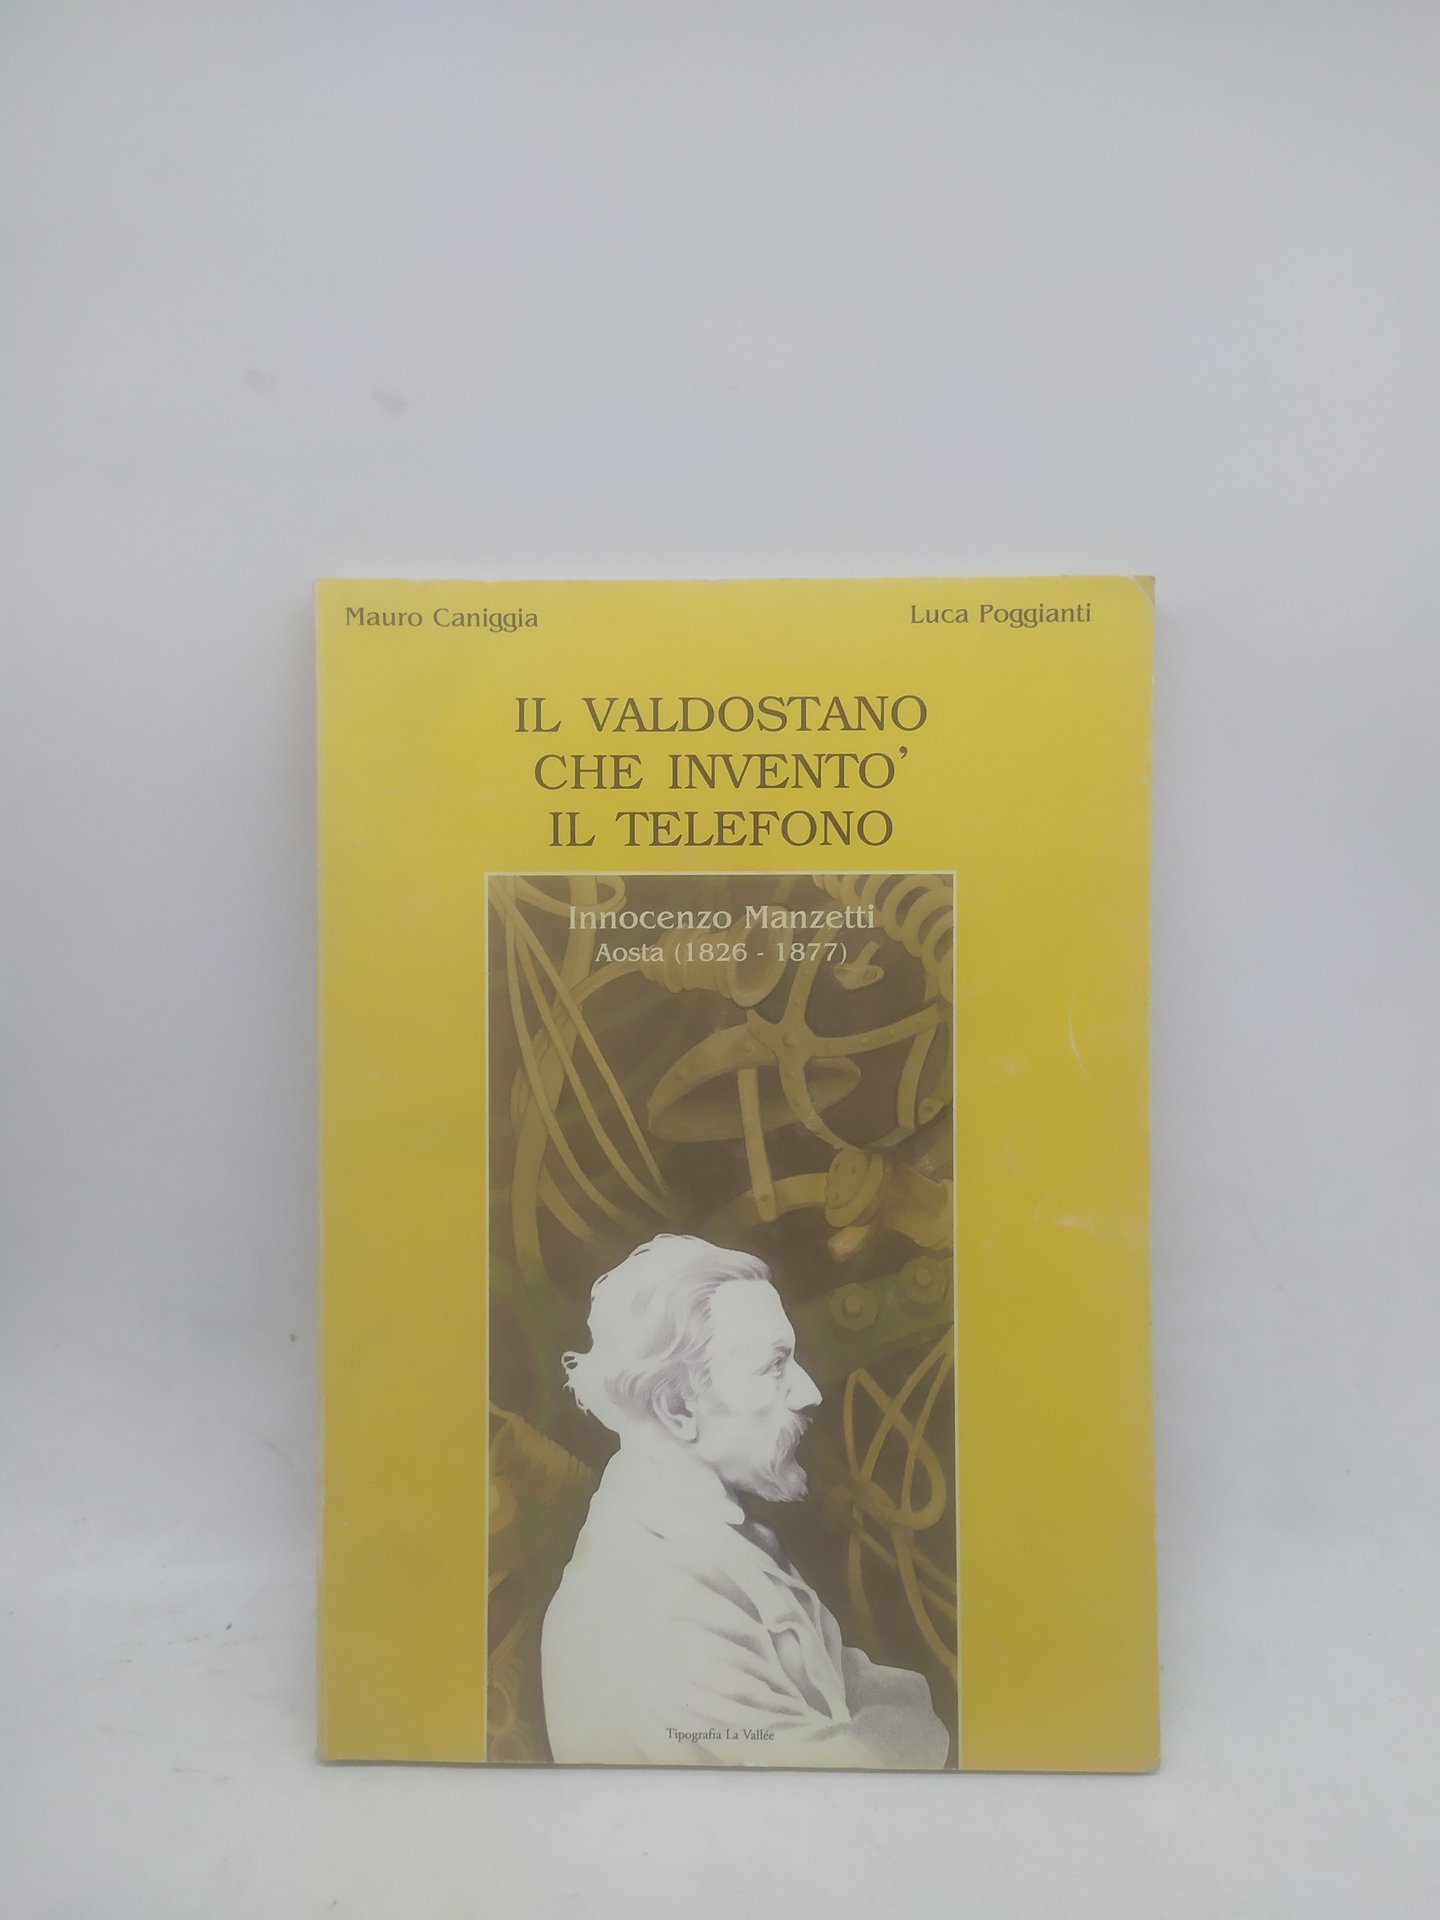 Mauro Caniggia
Luca Poggianti
IL VALDOSTANO
CHE INVENTO'
IL TELEFONO
Innocenzo Manzetti
Aosta (1826 - 1877)
Tipografia La Vallée